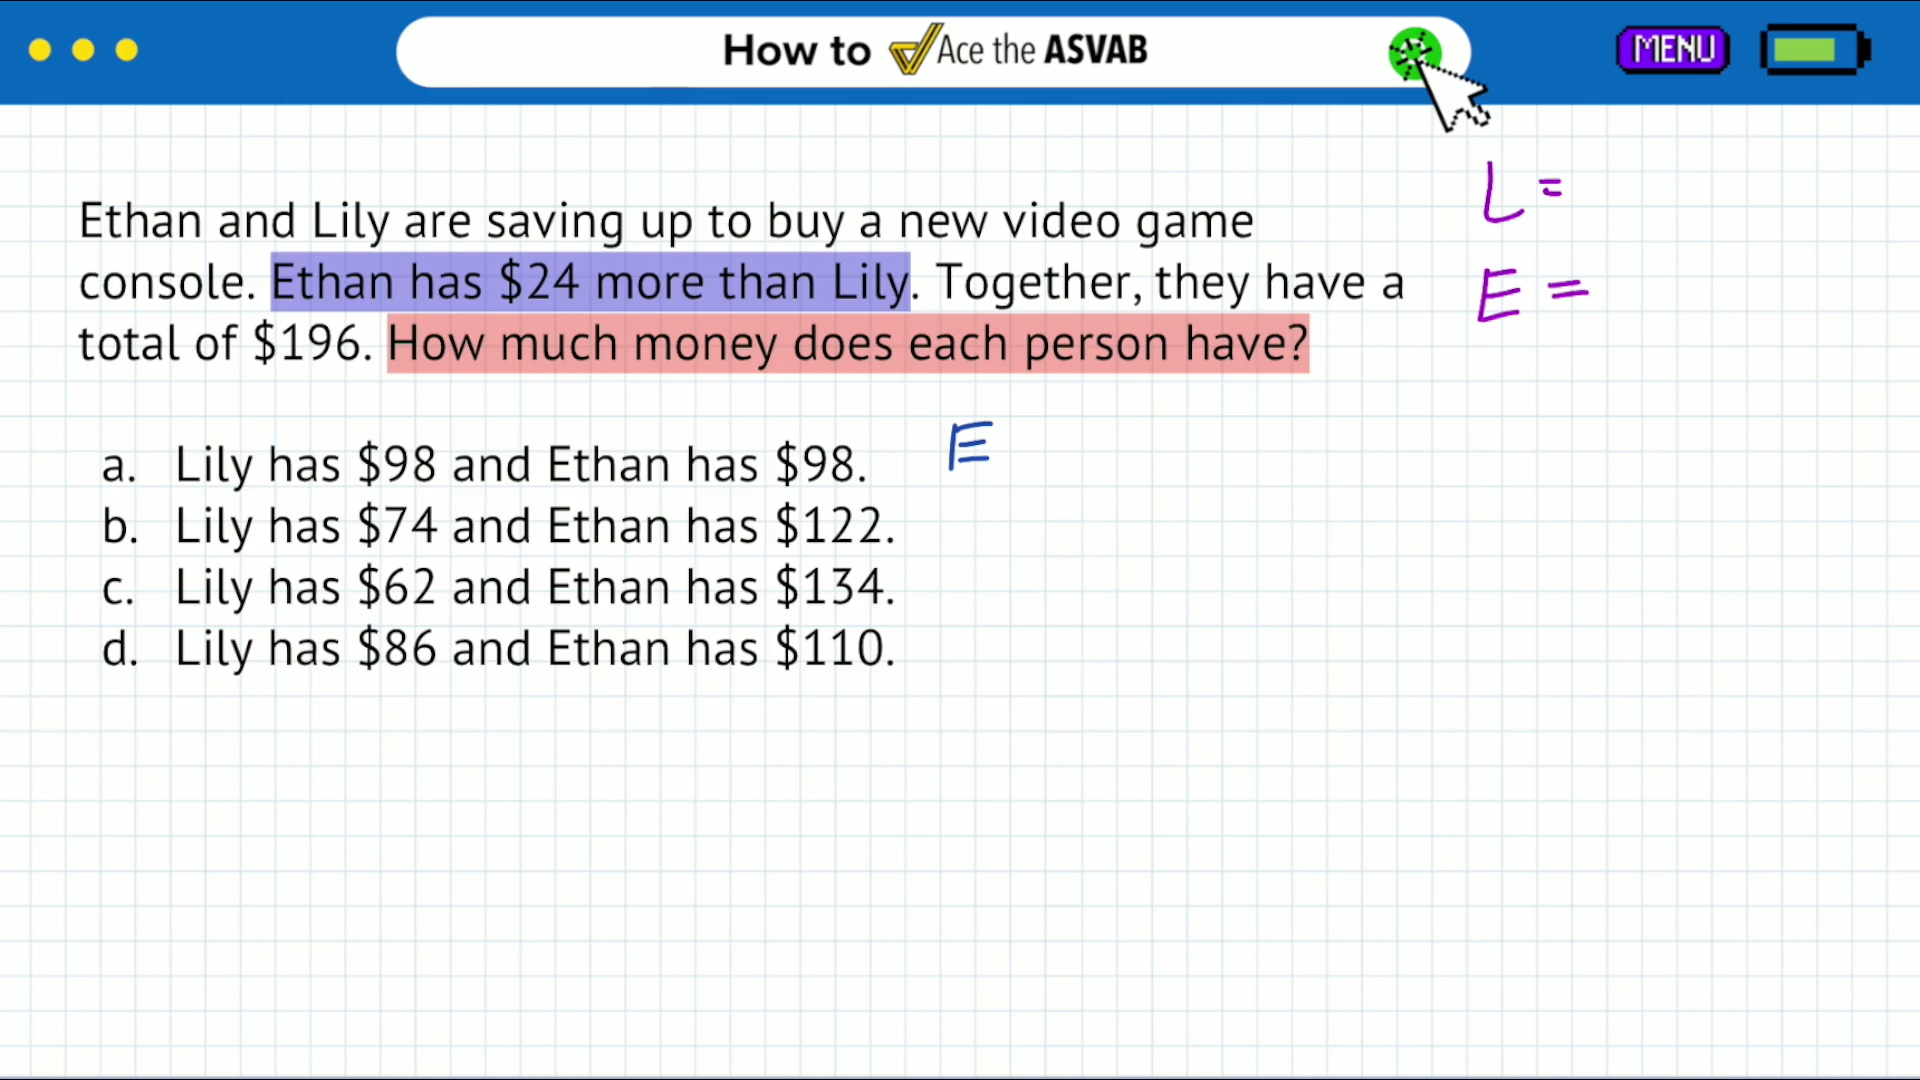 How to Ace the ASVAB
MENU
L =
Ethan and Lily are saving up to buy a new video game
console. Ethan has $24 more than Lily. Together, they have a
E =
total of $196. How much money does each person have?
E
a. Lily has $98 and Ethan has $98.
b. Lily has $74 and Ethan has $122.
c. Lily has $62 and Ethan has $134.
d. Lily has $86 and Ethan has $110.